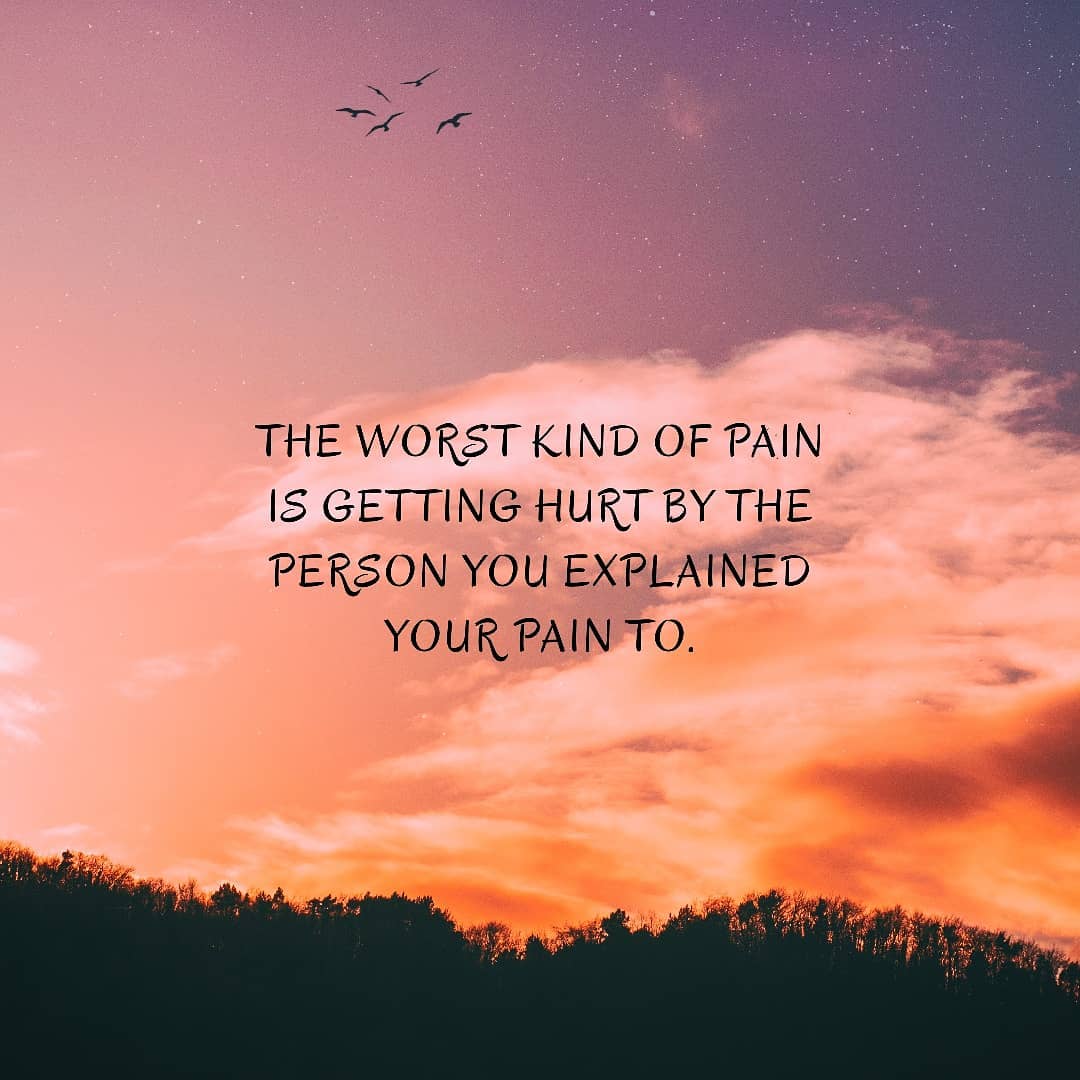 THE WORST KIND OF PAIN
IS GETTING HURT BY THE
PERSON YOU EXPLAINED
YOUR PAIN TO.